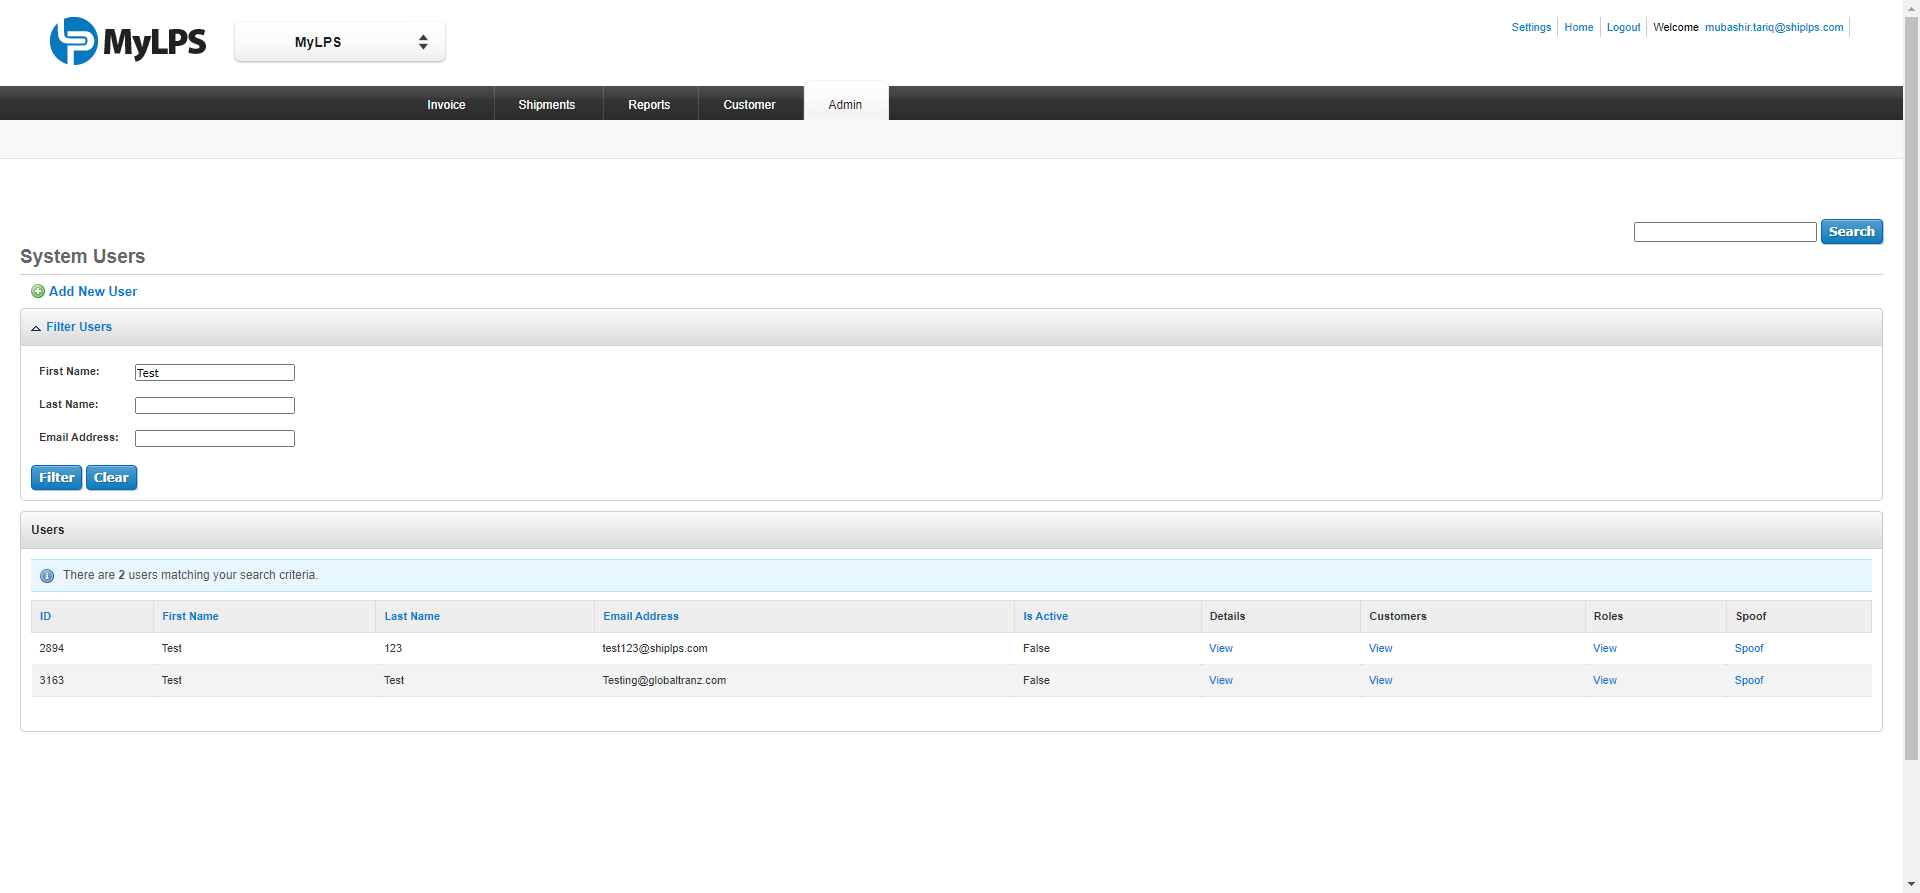 MyLPS
MyLPS
Settings Home Logout Welcome mubashir.tariq@shiplps.com
Invoice Shipments Reports Customer Admin
Search
System Users
Add New User
Filter Users
First Name: Test
Last Name:
Email Address:
Filter Clear
Users
There are 2 users matching your search criteria.
ID First Name Last Name Email Address Is Active Details Customers Roles Spoof
2894 Test 123 test123@shiplps.com False View View View Spoof
3163 Test Test Testing@globaltranz.com False View View View Spoof